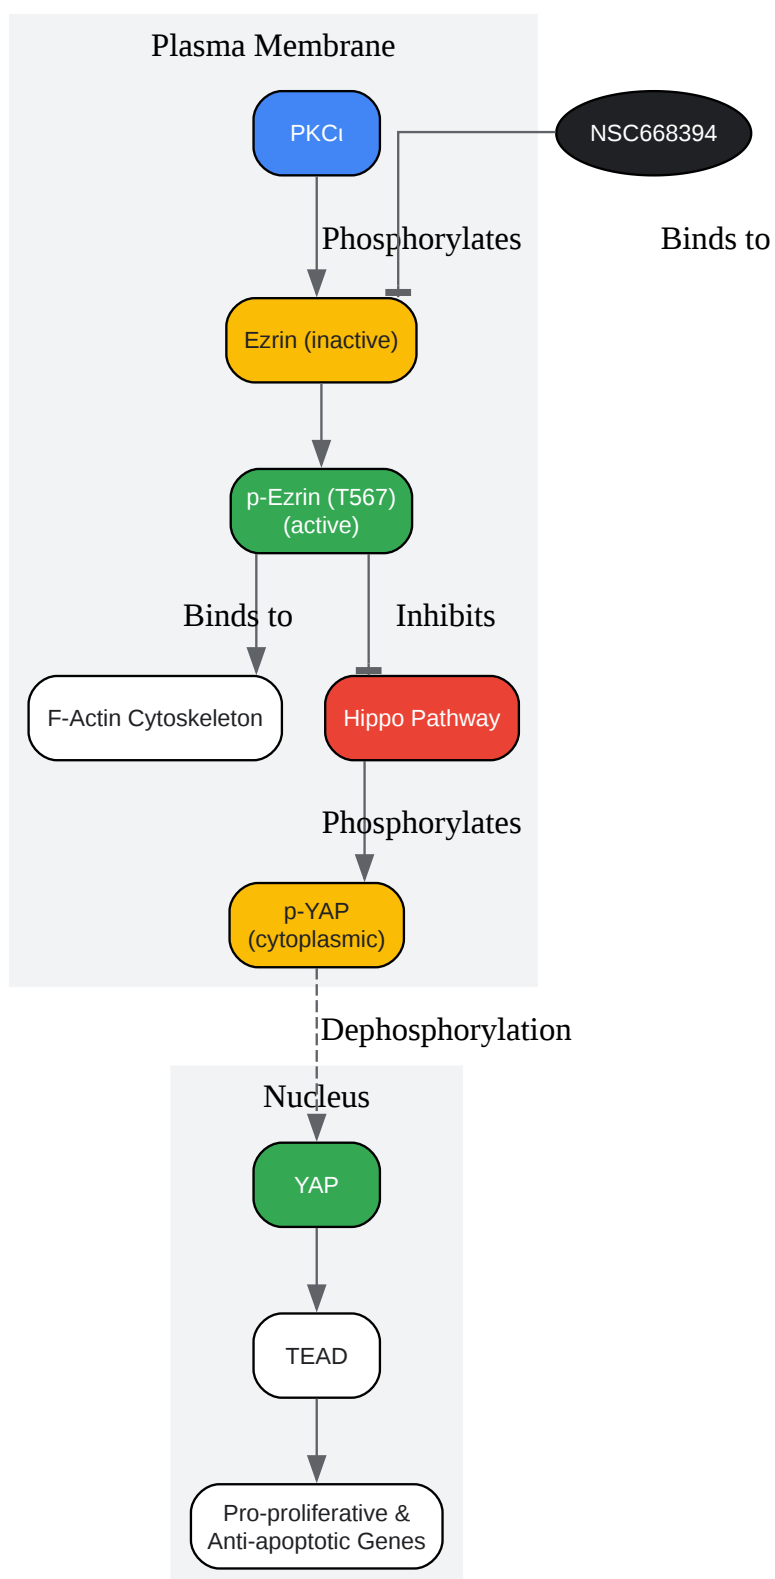 Plasma Membrane
PKCι
NSC668394
Phosphorylates
Binds to
Ezrin (inactive)
p-Ezrin (T567)
(active)
Binds to
Inhibits
F-Actin Cytoskeleton
Hippo Pathway
Phosphorylates
p-YAP
(cytoplasmic)
Dephosphorylation
Nucleus
YAP
TEAD
Pro-proliferative &
Anti-apoptotic Genes